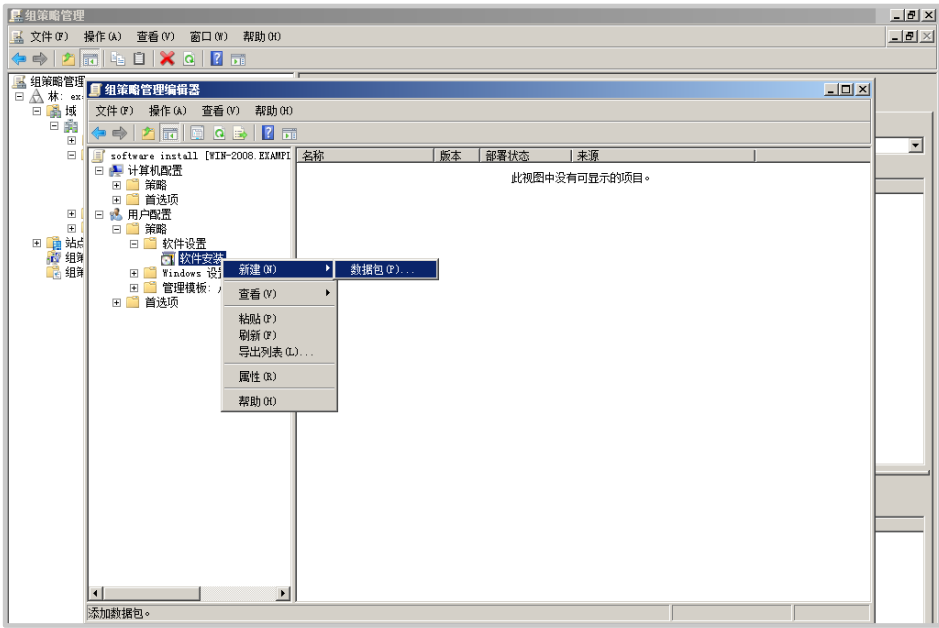 组策略管理
文件(F) 操作(A) 查看(V) 窗口(W) 帮助(H)
组策略管理
林: ex
域
站点
组策
组策
组策略管理编辑器
文件(F) 操作(A) 查看(V) 帮助(H)
software install [WIN-2008.EXAMPL
计算机配置
策略
首选项
用户配置
策略
软件设置
软件安装
Windows 设
管理模板:
首选项
名称 版本 部署状态 来源
此视图中没有可显示的项目。
新建(N)
查看(V)
粘贴(P)
刷新(F)
导出列表(L)...
属性(R)
帮助(H)
数据包(P)...
添加数据包。